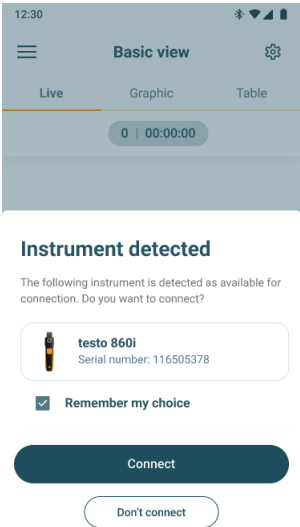 12:30
Basic view
Live Graphic Table
0 | 00:00:00
Instrument detected
The following instrument is detected as available for
connection. Do you want to connect?
testo 860i
Serial number: 116505378
Remember my choice
Connect
Don't connect